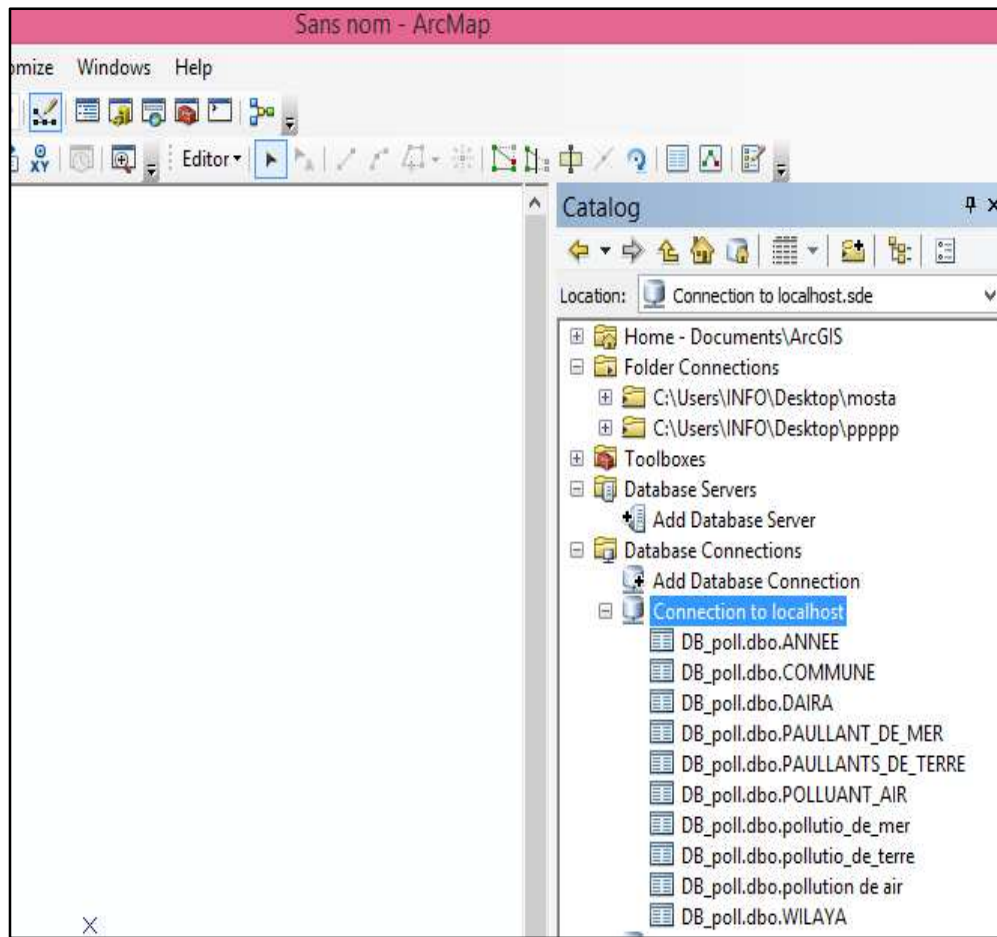 Sans nom - ArcMap
omize Windows Help
XY Editor
Catalog
Location: Connection to localhost.sde
Home - Documents\ArcGIS
Folder Connections
C:\Users\INFO\Desktop\mosta
C:\Users\INFO\Desktop\ppppp
Toolboxes
Database Servers
Add Database Server
Database Connections
Add Database Connection
Connection to localhost
DB_poll.dbo.ANNEE
DB_poll.dbo.COMMUNE
DB_poll.dbo.DAIRA
DB_poll.dbo.PAULLANT_DE_MER
DB_poll.dbo.PAULLANTS_DE_TERRE
DB_poll.dbo.POLLUANT_AIR
DB_poll.dbo.pollutio_de_mer
DB_poll.dbo.pollutio_de_terre
DB_poll.dbo.pollution de air
DB_poll.dbo.WILAYA